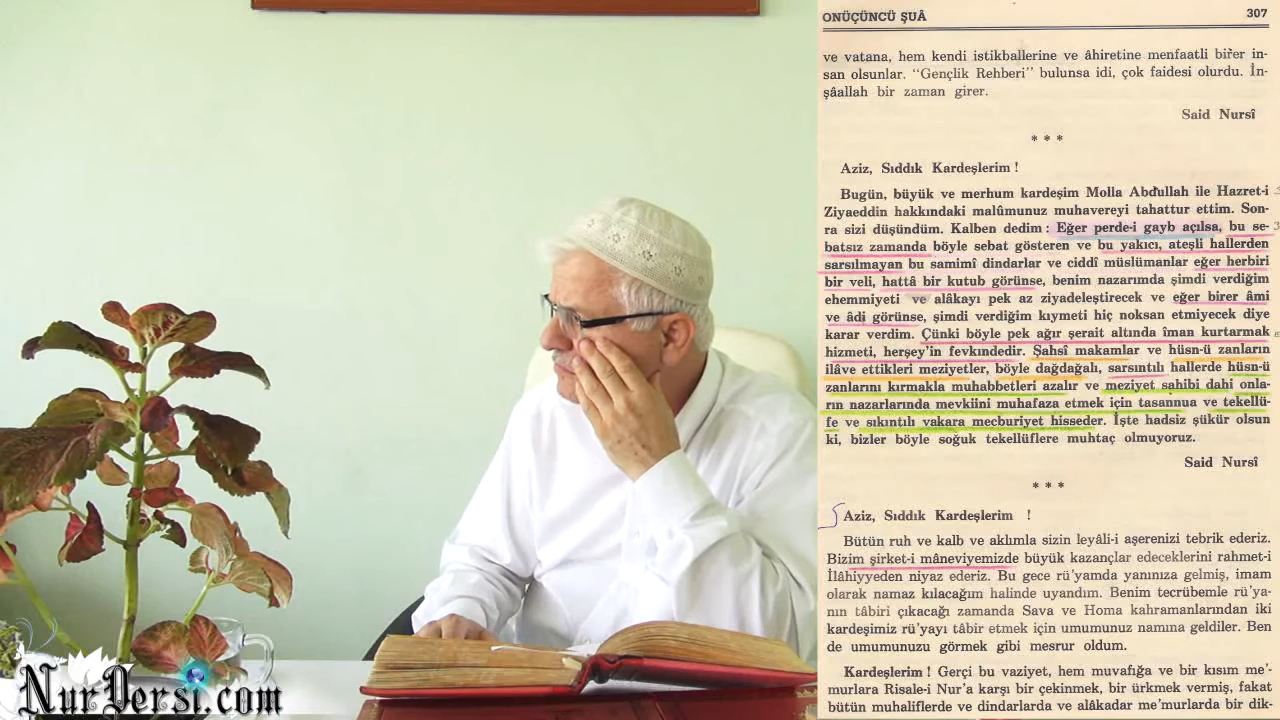 ONÜÇÜNCÜ ŞUÂ 307
ve vatana, hem kendi istikballerine ve âhiretine menfaatli birer in-
san olsunlar. “Gençlik Rehberi” bulunsa idi, çok faidesi olurdu. İn-
şâallah bir zaman girer.
Said Nursî
* * *
Aziz, Sıddık Kardeşlerim !
Bugün, büyük ve merhum kardeşim Molla Abdullah ile Hazret-i
Ziyaeddin hakkındaki malûmunuz muhavereyi tahattur ettim. Son-
ra sizi düşündüm. Kalben dedim : Eğer perde-i gayb açılsa, bu se-
batsız zamanda böyle sebat gösteren ve bu yakıcı, ateşli hallerden
sarsılmayan bu samimî dindarlar ve ciddî müslümanlar eğer herbiri
bir veli, hattâ bir kutub görünse, benim nazarımda şimdi verdiğim
ehemmiyeti ve alâkayı pek az ziyadeleştirecek ve eğer birer âmi
ve âdi görünse, şimdi verdiğim kıymeti hiç noksan etmiyecek diye
karar verdim. Çünki böyle pek ağır şerait altında îman kurtarmak
hizmeti, herşey'in fevkındedir. Şahsî makamlar ve hüsn-ü zanların
ilâve ettikleri meziyetler, böyle dağdağalı, sarsıntılı hallerde hüsn-ü
zanlarını kırmakla muhabbetleri azalır ve meziyet sahibi dahi onla-
rın nazarlarında mevkiini muhafaza etmek için tasannua ve tekellü-
fe ve sıkıntılı vakara mecburiyet hisseder. İşte hadsiz şükür olsun
ki, bizler böyle soğuk tekellüflere muhtaç olmuyoruz.
Said Nursî
* * *
Aziz, Sıddık Kardeşlerim !
Bütün ruh ve kalb ve aklımla sizin leyâli-i aşerenizi tebrik ederiz.
Bizim şirket-i mâneviyemizde büyük kazançlar edeceklerini rahmet-i
İlâhiyyeden niyaz ederiz. Bu gece rü'yamda yanınıza gelmiş, imam
olarak namaz kılacağım halinde uyandım. Benim tecrübemle rü'ya-
nın tâbiri çıkacağı zamanda Sava ve Homa kahramanlarından iki
kardeşimiz rü'yayı tâbir etmek için umumunuz namına geldiler. Ben
de umumunuzu görmek gibi mesrur oldum.
Kardeşlerim ! Gerçi bu vaziyet, hem muvafığa ve bir kısım me'-
murlara Risale-i Nur'a karşı bir çekinmek, bir ürkmek vermiş, fakat
bütün muhaliflerde ve dindarlarda ve alâkadar me'murlarda bir dik-
NurDersi.com